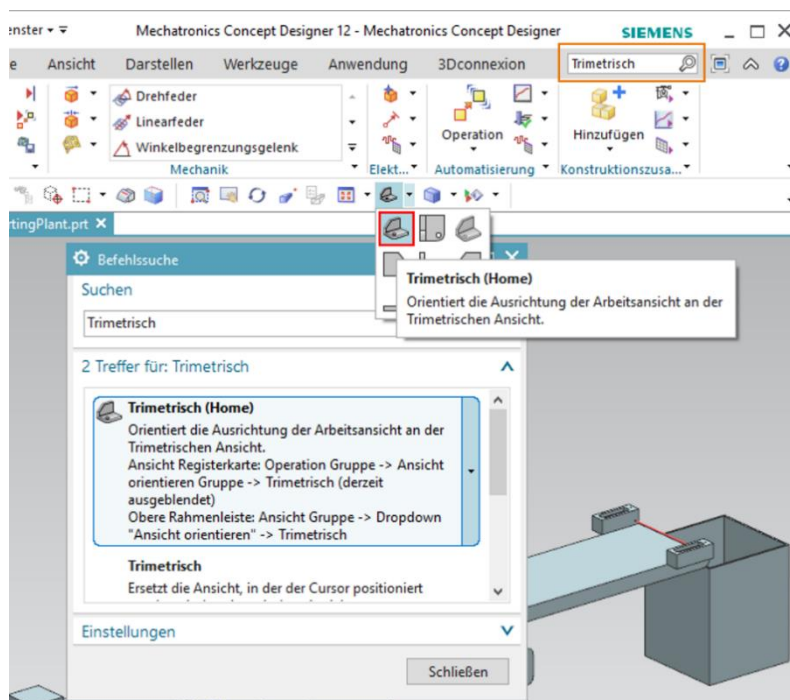 enster
Mechatronics Concept Designer 12 - Mechatronics Concept Designer
SIEMENS
e Ansicht Darstellen Werkzeuge Anwendung 3Dconnexion Trimetrisch
Drehfeder
Linearfeder
Winkelbegrenzungsgelenk
Operation
Hinzufügen
Mechanik Elekt... Automatisierung Konstruktionszusa...
rtingPlant.prt
Befehlssuche
Suchen
Trimetrisch
Trimetrisch (Home)
Orientiert die Ausrichtung der Arbeitsansicht an der
Trimetrischen Ansicht.
2 Treffer für: Trimetrisch
Trimetrisch (Home)
Orientiert die Ausrichtung der Arbeitsansicht an der
Trimetrischen Ansicht.
Ansicht Registerkarte: Operation Gruppe -> Ansicht
orientieren Gruppe -> Trimetrisch (derzeit
ausgeblendet)
Obere Rahmenleiste: Ansicht Gruppe -> Dropdown
"Ansicht orientieren" -> Trimetrisch
Trimetrisch
Ersetzt die Ansicht, in der der Cursor positioniert
Einstellungen
Schließen